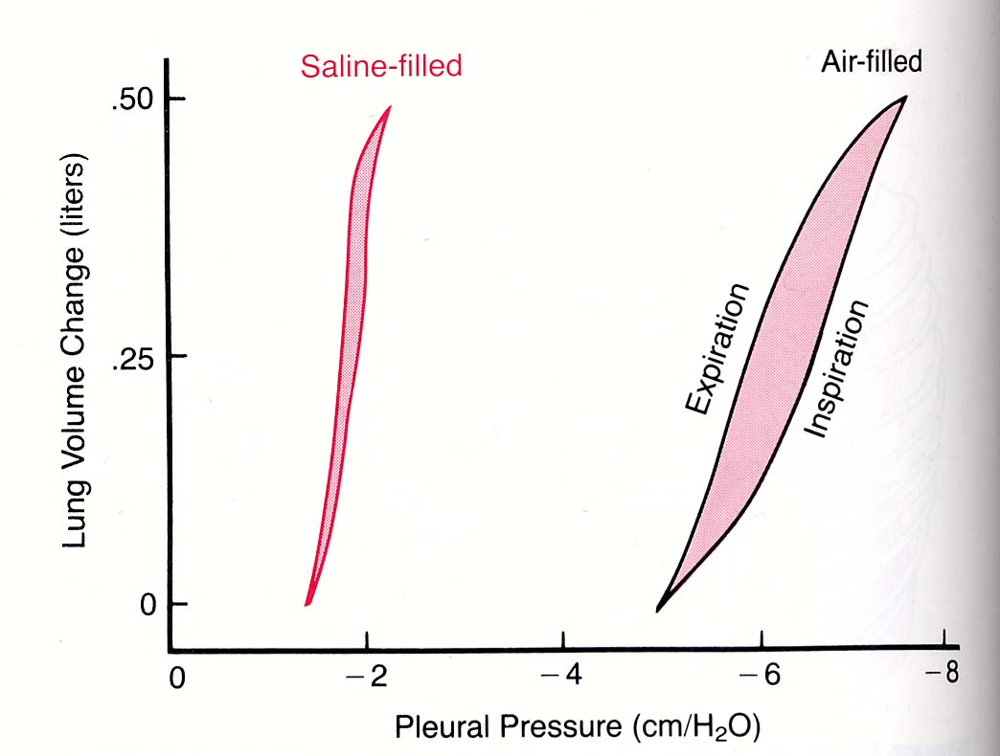 Saline-filled
Air-filled
.50
.25
0
Lung Volume Change (liters)
Expiration
Inspiration
0
−2
−4
−6
−8
Pleural Pressure (cm/H₂O)